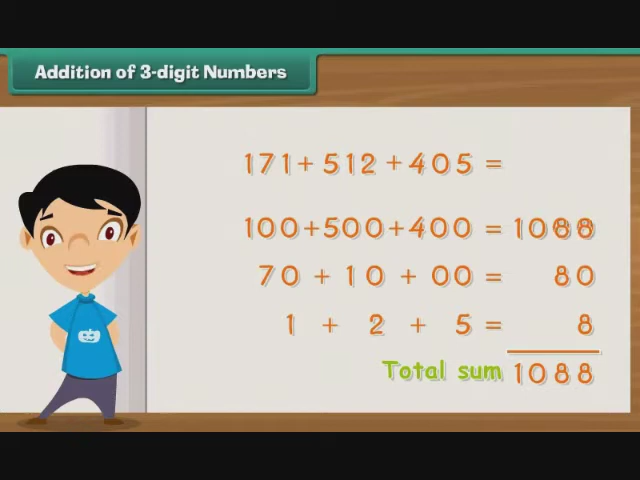 Addition of 3-digit Numbers
171+ 512 +405 =
100+500+400 = 1088
70 + 10 + 00 = 80
1 + 2 + 5 = 8
Total sum 1088